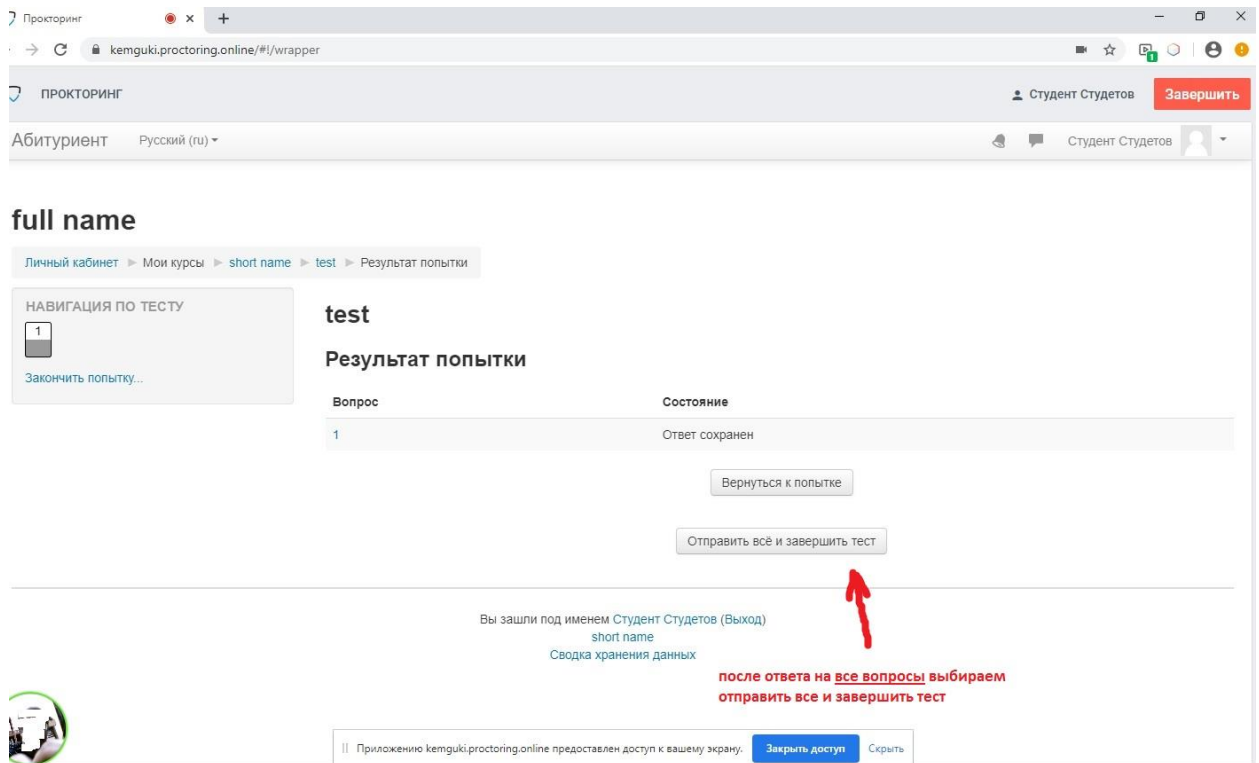 Прокторинг
kemguki.proctoring.online/#!/wrapper
1
ПРОКТОРИНГ
Студент Студетов
Завершить
Абитуриент
Русский (ru)
Студент Студетов
full name
Личный кабинет ► Мои курсы ► short name ► test ► Результат попытки
НАВИГАЦИЯ ПО ТЕСТУ
1
Закончить попытку...
test
Результат попытки
Вопрос Состояние
1 Ответ сохранен
Вернуться к попытке
Отправить всё и завершить тест
Вы зашли под именем Студент Студетов (Выход)
short name
Сводка хранения данных
после ответа на все вопросы выбираем
отправить все и завершить тест
Приложению kemguki.proctoring.online предоставлен доступ к вашему экрану. Закрыть доступ Скрыть